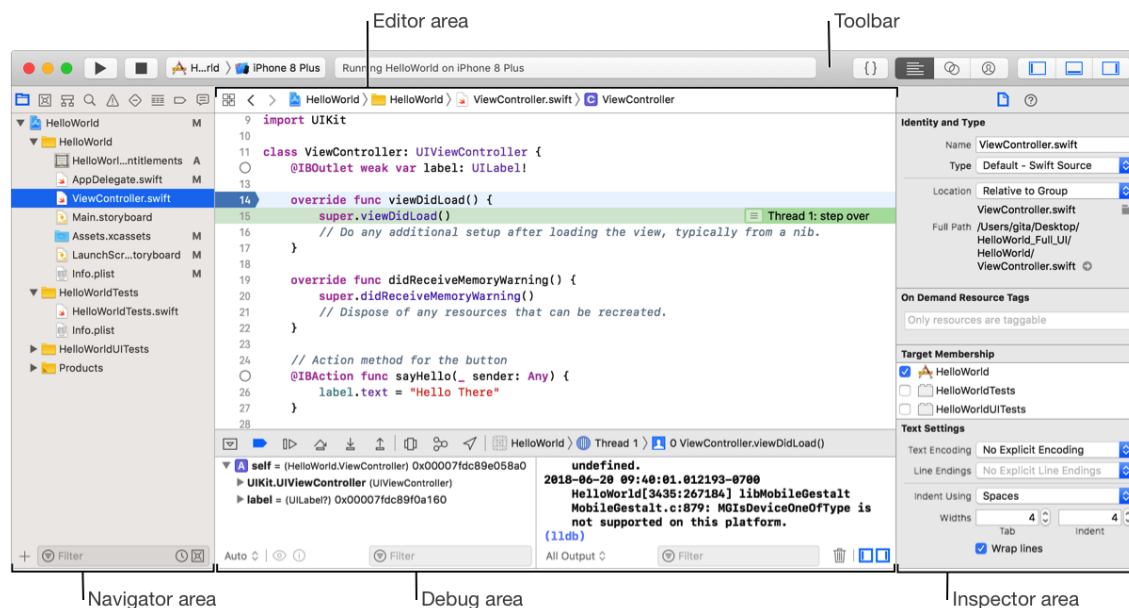 Editor area
Toolbar
H...rld 〉 iPhone 8 Plus
Running HelloWorld on iPhone 8 Plus
{ }
HelloWorld M
HelloWorld
HelloWorl...ntitlements A
AppDelegate.swift M
ViewController.swift
Main.storyboard
Assets.xcassets M
LaunchScr...toryboard M
Info.plist M
HelloWorldTests
HelloWorldTests.swift
Info.plist
HelloWorldUITests
Products
Filter
HelloWorld 〉 HelloWorld 〉 ViewController.swift 〉 C ViewController
9 import UIKit
10
11 class ViewController: UIViewController {
@IBOutlet weak var label: UILabel!
13
14 override func viewDidLoad() {
15 super.viewDidLoad() Thread 1: step over
16 // Do any additional setup after loading the view, typically from a nib.
17 }
18
19 override func didReceiveMemoryWarning() {
20 super.didReceiveMemoryWarning()
21 // Dispose of any resources that can be recreated.
22 }
23
24 // Action method for the button
@IBAction func sayHello(_ sender: Any) {
26 label.text = "Hello There"
27 }
28
HelloWorld 〉 Thread 1 〉 0 ViewController.viewDidLoad()
A self = (HelloWorld.ViewController) 0x00007fdc89e058a0
UIKit.UIViewController (UIViewController)
label = (UILabel?) 0x00007fdc89f0a160
Auto
Filter
undefined.
2018-06-20 09:40:01.012193-0700
HelloWorld[3435:267184] libMobileGestalt
MobileGestalt.c:879: MGIsDeviceOneOfType is
not supported on this platform.
(lldb)
All Output
Filter
Identity and Type
Name ViewController.swift
Type Default - Swift Source
Location Relative to Group
ViewController.swift
Full Path /Users/gita/Desktop/
HelloWorld_Full_UI/
HelloWorld/
ViewController.swift
On Demand Resource Tags
Only resources are taggable
Target Membership
HelloWorld
HelloWorldTests
HelloWorldUITests
Text Settings
Text Encoding No Explicit Encoding
Line Endings No Explicit Line Endings
Indent Using Spaces
Widths 4 4
Tab Indent
Wrap lines
Navigator area
Debug area
Inspector area